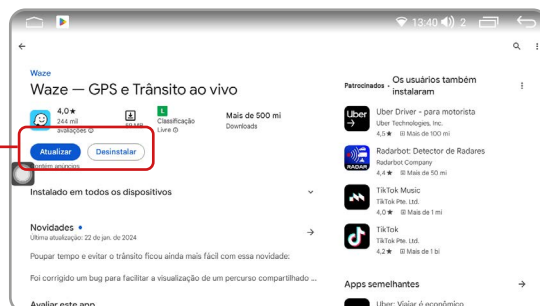 13:40 2
Waze
Waze — GPS e Trânsito ao vivo
4,0★
244 mil
avaliações
L
Classificação
Livre
Mais de 500 mi
Downloads
Atualizar
Desinstalar
Contém anúncios
Instalado em todos os dispositivos
Novidades
Última atualização: 22 de jan. de 2024
Poupar tempo e evitar o trânsito ficou ainda mais fácil com essa novidade:
Foi corrigido um bug para facilitar a visualização de um percurso compartilhado ...
Avaliar este app
Patrocinados · Os usuários também
instalaram
Uber
Uber Driver - para motorista
Uber Technologies, Inc.
4,5★ Mais de 100 mi
RADAR
Radarbot: Detector de Radares
Radarbot Company
4,4★ Mais de 50 mi
TikTok Music
TikTok Pte. Ltd.
4,0★ Mais de 1 mi
TikTok
TikTok Pte. Ltd.
4,2★ Mais de 1 bi
Apps semelhantes
Uber: Viajar é econômico